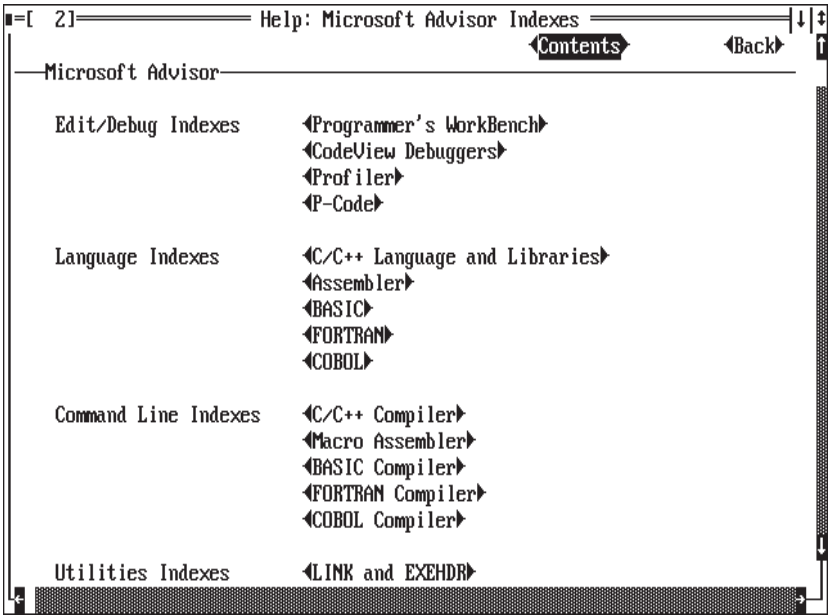 [ 2] Help: Microsoft Advisor Indexes
Contents Back
Microsoft Advisor
Edit/Debug Indexes Programmer's WorkBench
CodeView Debuggers
Profiler
P-Code
Language Indexes C/C++ Language and Libraries
Assembler
BASIC
FORTRAN
COBOL
Command Line Indexes C/C++ Compiler
Macro Assembler
BASIC Compiler
FORTRAN Compiler
COBOL Compiler
Utilities Indexes LINK and EXEHDR